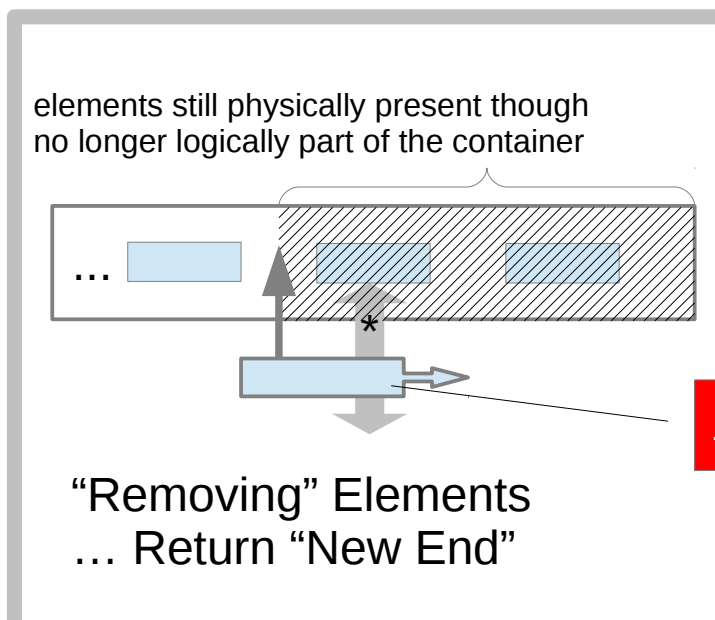 elements still physically present though
no longer logically part of the container
...
*
“Removing” Elements
… Return “New End”